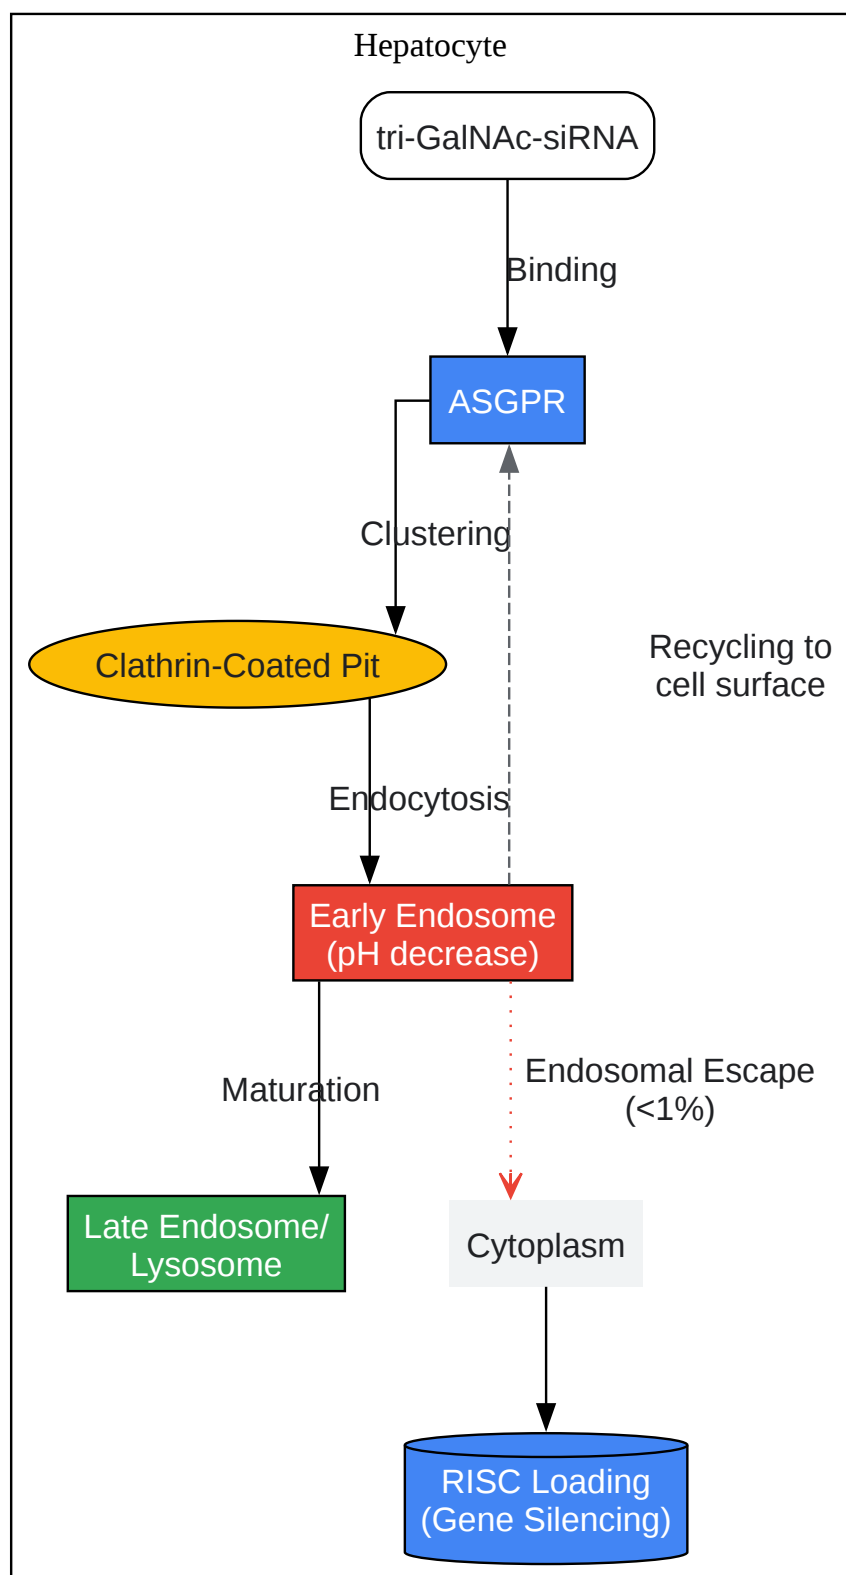 Hepatocyte
tri-GalNAc-siRNA
Binding
ASGPR
Clustering
Recycling to
cell surface
Clathrin-Coated Pit
Endocytosis
Early Endosome
(pH decrease)
Endosomal Escape
(<1%)
Maturation
Late Endosome/
Lysosome
Cytoplasm
RISC Loading
(Gene Silencing)